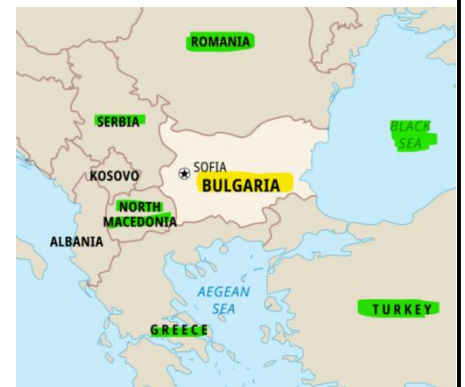 ROMANIA
SERBIA
BLACK
SEA
SOFIA
KOSOVO
BULGARIA
NORTH
MACEDONIA
ALBANIA
AEGEAN
SEA
TURKEY
GREECE